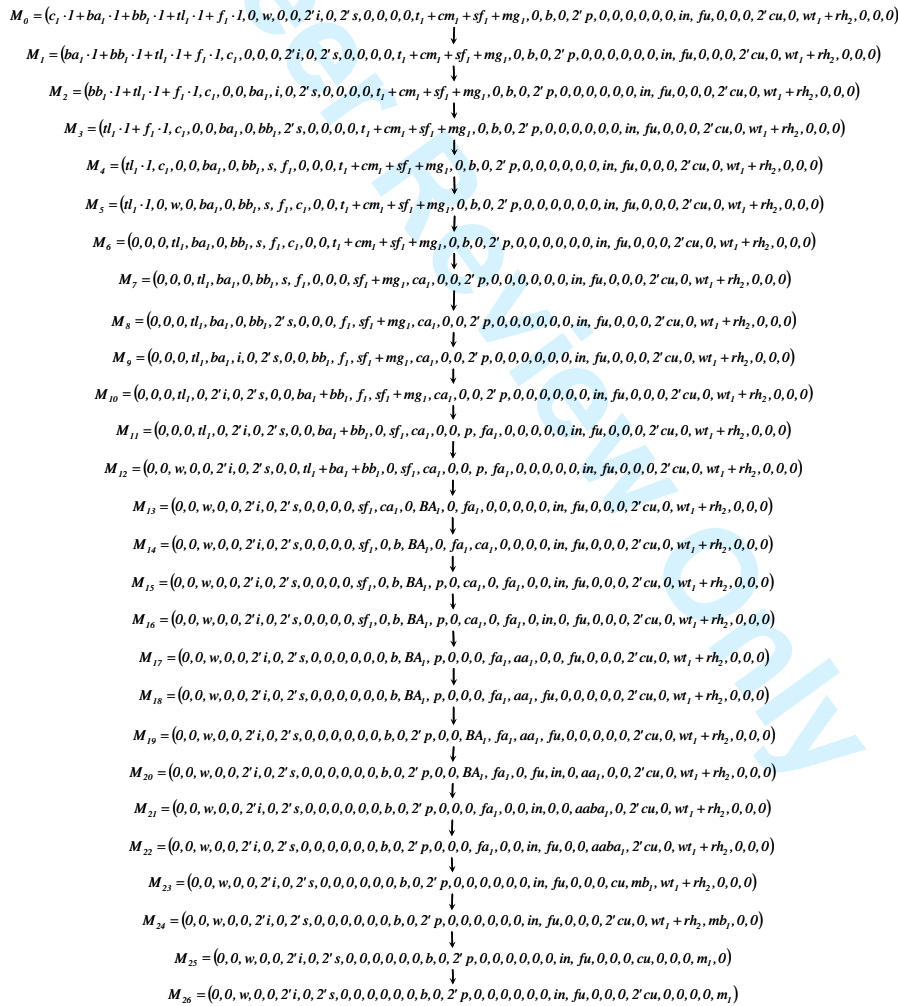 M₀ = (c₁·1+ba₁·1+bb₁·1+tl₁·1+f₁·1,0,w,0,0,2'i,0,2's,0,0,0,0,t₁+cm₁+sf₁+mg₁,0,b,0,2'p,0,0,0,0,0,0,in,fu,0,0,0,2'cu,0,wt₁+rh₂,0,0,0)
M₁ = (ba₁·1+bb₁·1+tl₁·1+f₁·1,c₁,0,0,0,2'i,0,2's,0,0,0,0,t₁+cm₁+sf₁+mg₁,0,b,0,2'p,0,0,0,0,0,0,in,fu,0,0,0,2'cu,0,wt₁+rh₂,0,0,0)
M₂ = (bb₁·1+tl₁·1+f₁·1,c₁,0,0,ba₁,i,0,2's,0,0,0,0,t₁+cm₁+sf₁+mg₁,0,b,0,2'p,0,0,0,0,0,0,in,fu,0,0,0,2'cu,0,wt₁+rh₂,0,0,0)
M₃ = (tl₁·1+f₁·1,c₁,0,0,ba₁,0,bb₁,2's,0,0,0,0,t₁+cm₁+sf₁+mg₁,0,b,0,2'p,0,0,0,0,0,0,in,fu,0,0,0,2'cu,0,wt₁+rh₂,0,0,0)
M₄ = (tl₁·1,c₁,0,0,ba₁,0,bb₁,s,f₁,0,0,0,t₁+cm₁+sf₁+mg₁,0,b,0,2'p,0,0,0,0,0,0,in,fu,0,0,0,2'cu,0,wt₁+rh₂,0,0,0)
M₅ = (tl₁·1,0,w,0,ba₁,0,bb₁,s,f₁,c₁,0,0,t₁+cm₁+sf₁+mg₁,0,b,0,2'p,0,0,0,0,0,0,in,fu,0,0,0,2'cu,0,wt₁+rh₂,0,0,0)
M₆ = (0,0,0,tl₁,ba₁,0,bb₁,s,f₁,c₁,0,0,t₁+cm₁+sf₁+mg₁,0,b,0,2'p,0,0,0,0,0,0,in,fu,0,0,0,2'cu,0,wt₁+rh₂,0,0,0)
M₇ = (0,0,0,tl₁,ba₁,0,bb₁,s,f₁,0,0,0,sf₁+mg₁,ca₁,0,0,2'p,0,0,0,0,0,0,in,fu,0,0,0,2'cu,0,wt₁+rh₂,0,0,0)
M₈ = (0,0,0,tl₁,ba₁,0,bb₁,2's,0,0,0,f₁,sf₁+mg₁,ca₁,0,0,2'p,0,0,0,0,0,0,in,fu,0,0,0,2'cu,0,wt₁+rh₂,0,0,0)
M₉ = (0,0,0,tl₁,ba₁,i,0,2's,0,0,bb₁,f₁,sf₁+mg₁,ca₁,0,0,2'p,0,0,0,0,0,0,in,fu,0,0,0,2'cu,0,wt₁+rh₂,0,0,0)
M₁₀ = (0,0,0,tl₁,0,2'i,0,2's,0,0,ba₁+bb₁,f₁,sf₁+mg₁,ca₁,0,0,2'p,0,0,0,0,0,0,in,fu,0,0,0,2'cu,0,wt₁+rh₂,0,0,0)
M₁₁ = (0,0,0,tl₁,0,2'i,0,2's,0,0,ba₁+bb₁,0,sf₁,ca₁,0,0,p,fa₁,0,0,0,0,0,in,fu,0,0,0,2'cu,0,wt₁+rh₂,0,0,0)
M₁₂ = (0,0,w,0,0,2'i,0,2's,0,0,tl₁+ba₁+bb₁,0,sf₁,ca₁,0,0,p,fa₁,0,0,0,0,0,in,fu,0,0,0,2'cu,0,wt₁+rh₂,0,0,0)
M₁₃ = (0,0,w,0,0,2'i,0,2's,0,0,0,0,sf₁,ca₁,0,BA₁,0,fa₁,0,0,0,0,0,in,fu,0,0,0,2'cu,0,wt₁+rh₂,0,0,0)
M₁₄ = (0,0,w,0,0,2'i,0,2's,0,0,0,0,sf₁,0,b,BA₁,0,fa₁,ca₁,0,0,0,0,in,fu,0,0,0,2'cu,0,wt₁+rh₂,0,0,0)
M₁₅ = (0,0,w,0,0,2'i,0,2's,0,0,0,0,sf₁,0,b,BA₁,p,0,ca₁,0,fa₁,0,0,in,fu,0,0,0,2'cu,0,wt₁+rh₂,0,0,0)
M₁₆ = (0,0,w,0,0,2'i,0,2's,0,0,0,0,sf₁,0,b,BA₁,p,0,ca₁,0,fa₁,0,in,0,fu,0,0,0,2'cu,0,wt₁+rh₂,0,0,0)
M₁₇ = (0,0,w,0,0,2'i,0,2's,0,0,0,0,0,0,b,BA₁,p,0,0,0,fa₁,aa₁,0,0,fu,0,0,0,2'cu,0,wt₁+rh₂,0,0,0)
M₁₈ = (0,0,w,0,0,2'i,0,2's,0,0,0,0,0,0,b,BA₁,p,0,0,0,fa₁,aa₁,fu,0,0,0,0,0,2'cu,0,wt₁+rh₂,0,0,0)
M₁₉ = (0,0,w,0,0,2'i,0,2's,0,0,0,0,0,0,b,0,2'p,0,0,BA₁,fa₁,aa₁,fu,0,0,0,0,0,2'cu,0,wt₁+rh₂,0,0,0)
M₂₀ = (0,0,w,0,0,2'i,0,2's,0,0,0,0,0,0,b,0,2'p,0,0,BA₁,fa₁,0,fu,in,0,aa₁,0,0,2'cu,0,wt₁+rh₂,0,0,0)
M₂₁ = (0,0,w,0,0,2'i,0,2's,0,0,0,0,0,0,b,0,2'p,0,0,0,fa₁,0,0,in,0,0,aaba₁,0,2'cu,0,wt₁+rh₂,0,0,0)
M₂₂ = (0,0,w,0,0,2'i,0,2's,0,0,0,0,0,0,b,0,2'p,0,0,0,fa₁,0,0,in,fu,0,0,aaba₁,2'cu,0,wt₁+rh₂,0,0,0)
M₂₃ = (0,0,w,0,0,2'i,0,2's,0,0,0,0,0,0,b,0,2'p,0,0,0,0,0,0,in,fu,0,0,0,cu,mb₁,wt₁+rh₂,0,0,0)
M₂₄ = (0,0,w,0,0,2'i,0,2's,0,0,0,0,0,0,b,0,2'p,0,0,0,0,0,0,in,fu,0,0,0,2'cu,0,wt₁+rh₂,mb₁,0,0)
M₂₅ = (0,0,w,0,0,2'i,0,2's,0,0,0,0,0,0,b,0,2'p,0,0,0,0,0,0,in,fu,0,0,0,cu,0,0,0,m₁,0)
M₂₆ = (0,0,w,0,0,2'i,0,2's,0,0,0,0,0,0,b,0,2'p,0,0,0,0,0,0,in,fu,0,0,0,2'cu,0,0,0,0,m₁)
eer Review Only